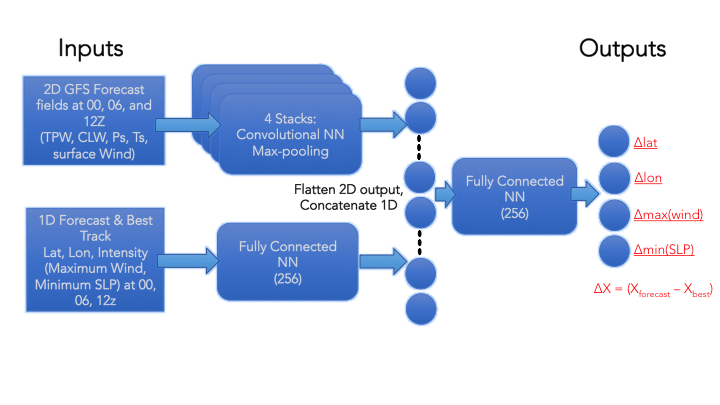 Inputs
Outputs
2D GFS Forecast
fields at 00, 06, and
12Z
(TPW, CLW, Ps, Ts,
surface Wind)
4 Stacks:
Convolutional NN
Max-pooling
Flatten 2D output,
Concatenate 1D
1D Forecast & Best
Track
Lat, Lon, Intensity
(Maximum Wind,
Minimum SLP) at 00,
06, 12z
Fully Connected
NN
(256)
Fully Connected
NN
(256)
Δlat
Δlon
Δmax(wind)
Δmin(SLP)
ΔX = (Xforecast – Xbest)